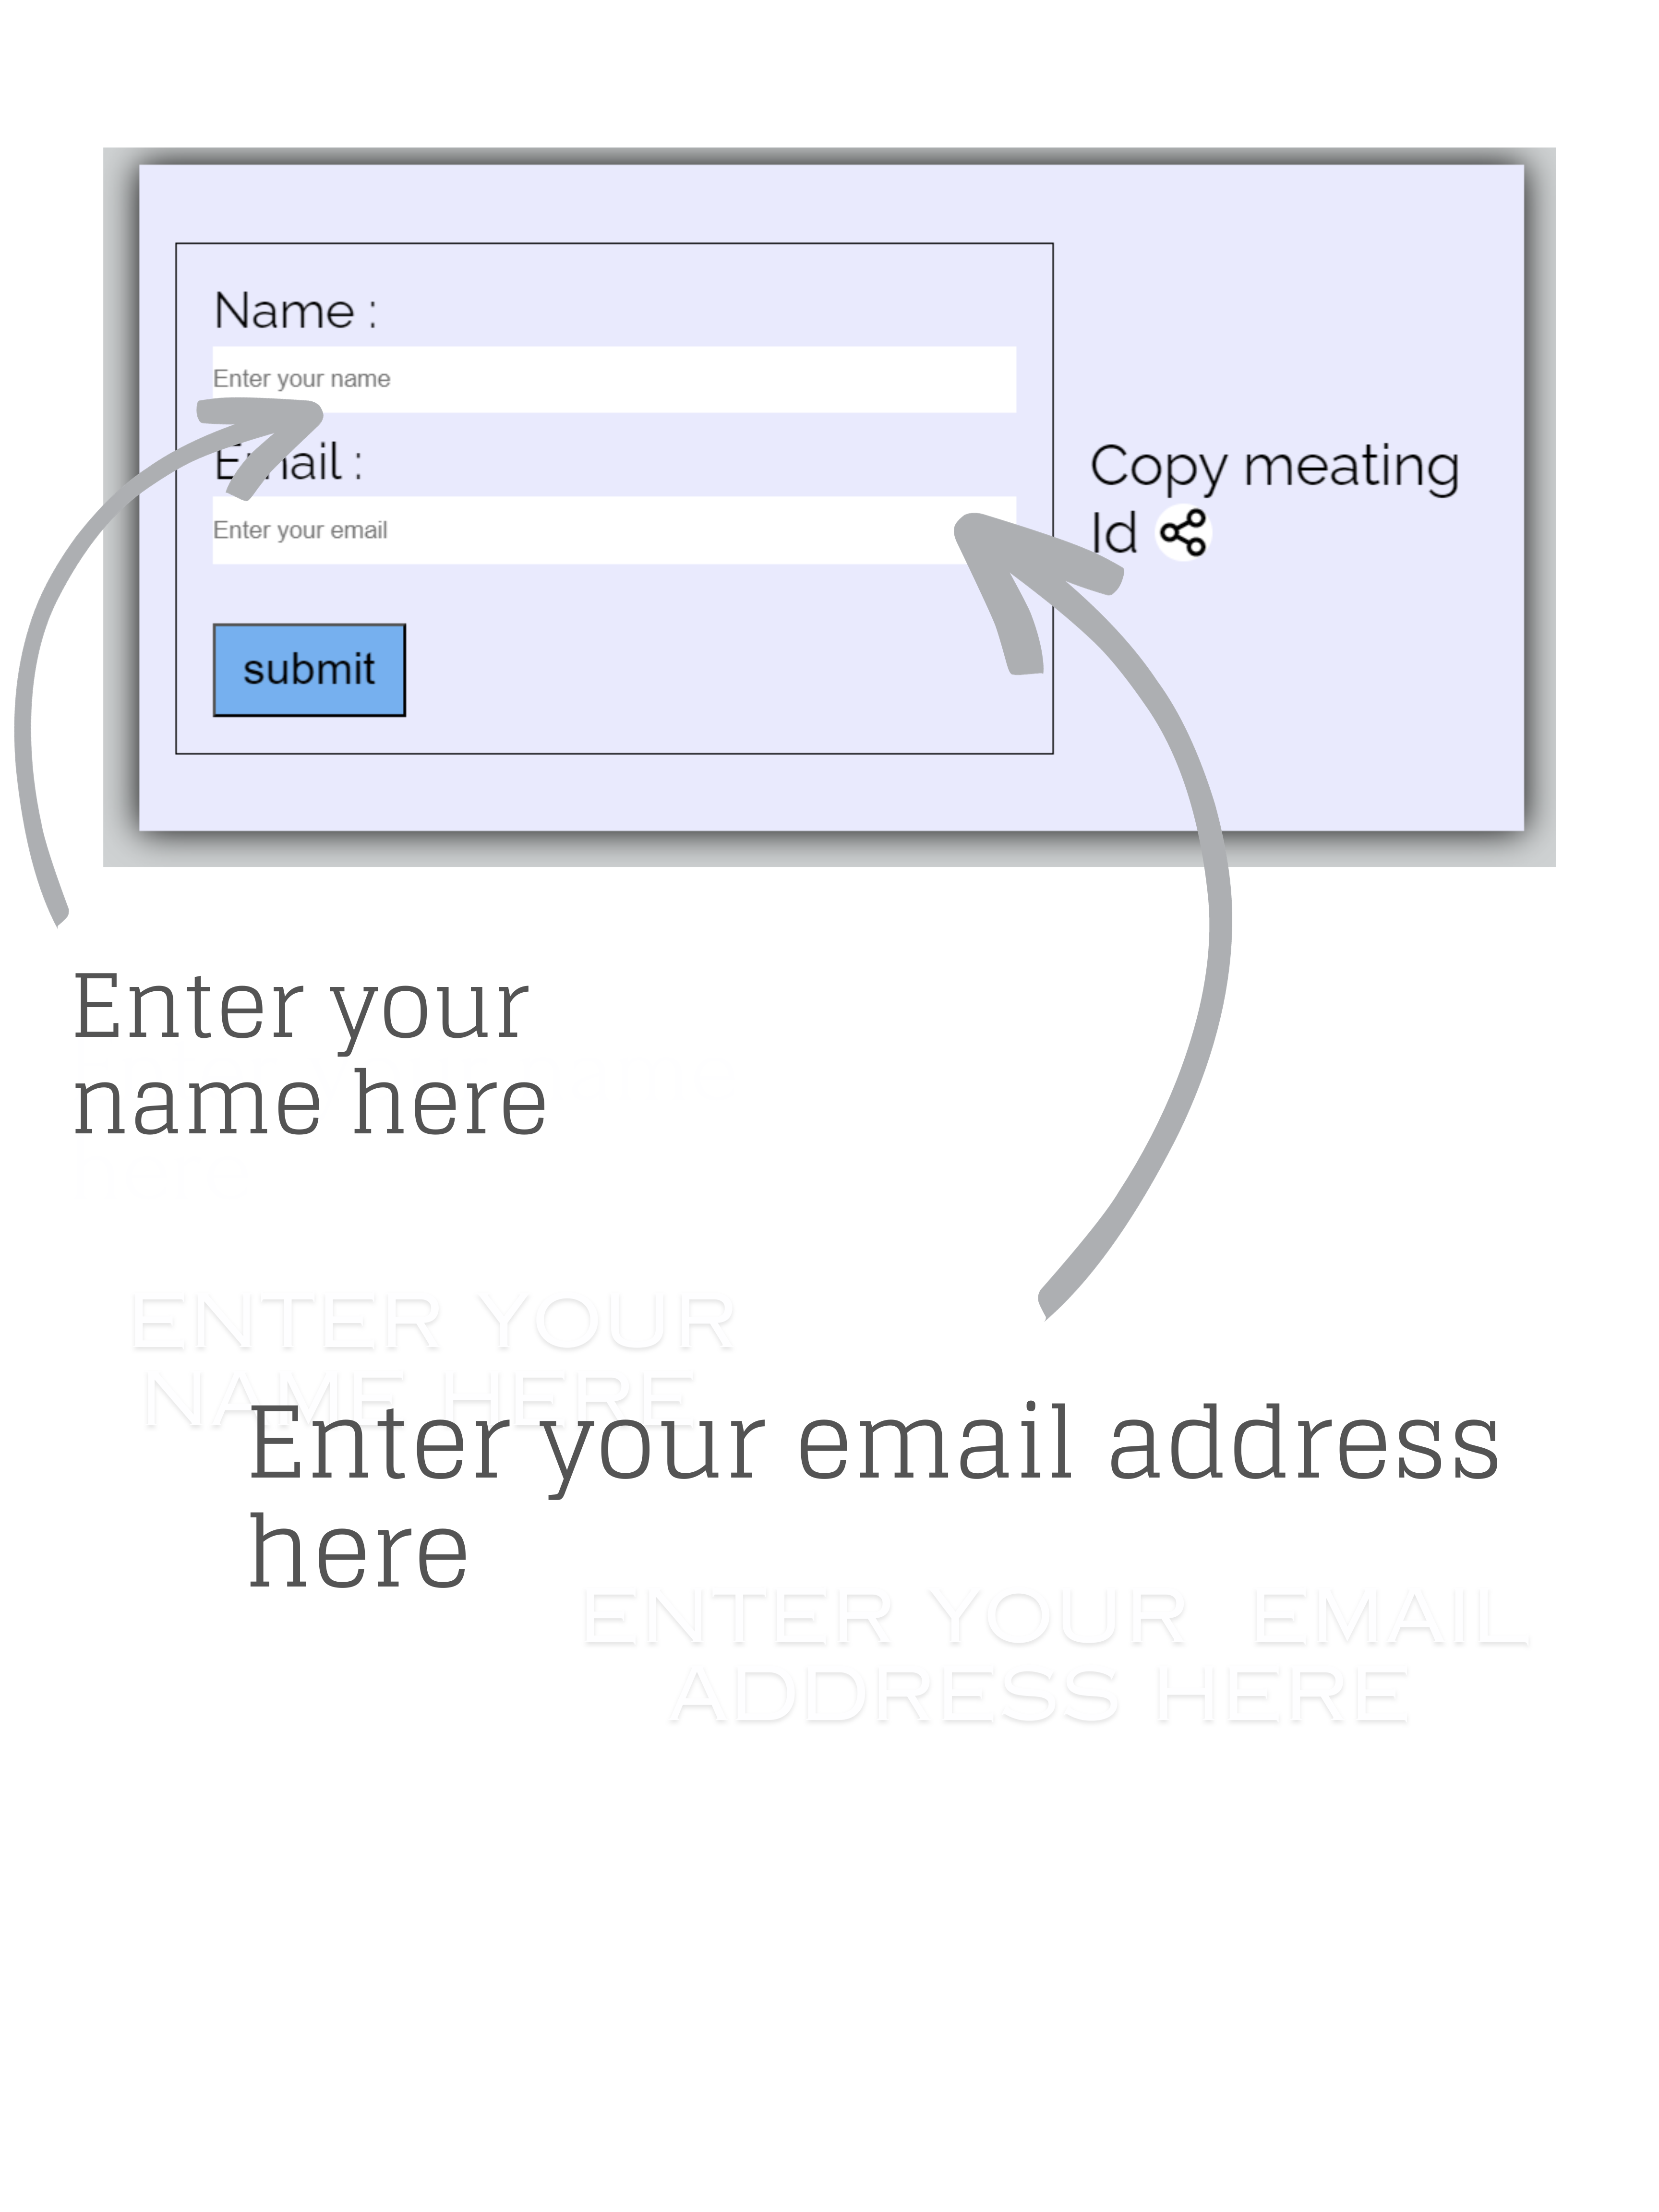 Name :
Enter your name
Email :
Enter your email
submit
Copy meating
Id
Enter your
name here
ENTER YOUR
NAME HERE
Enter your email address
here
ENTER YOUR EMAIL
ADDRESS HERE